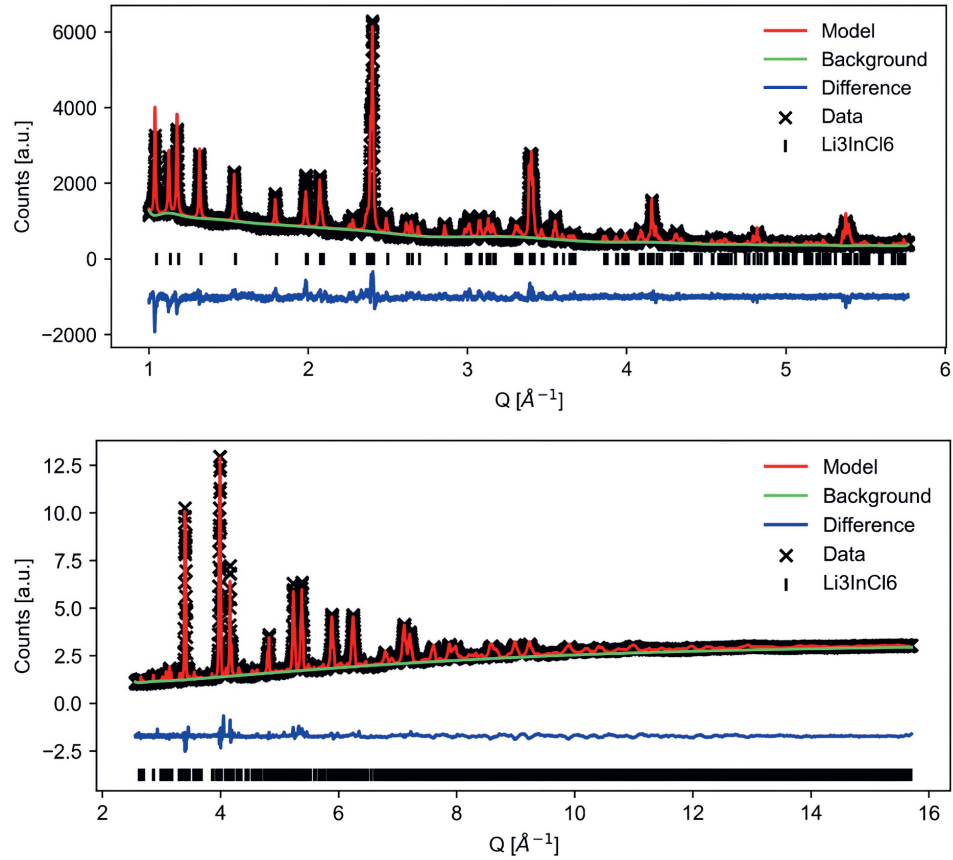 6000
4000
2000
0
−2000
Counts [a.u.]
Model
Background
Difference
Data
Li3InCl6
1
2
3
4
5
6
Q [Å⁻¹]
12.5
10.0
7.5
5.0
2.5
0.0
−2.5
Counts [a.u.]
Model
Background
Difference
Data
Li3InCl6
2
4
6
8
10
12
14
16
Q [Å⁻¹]